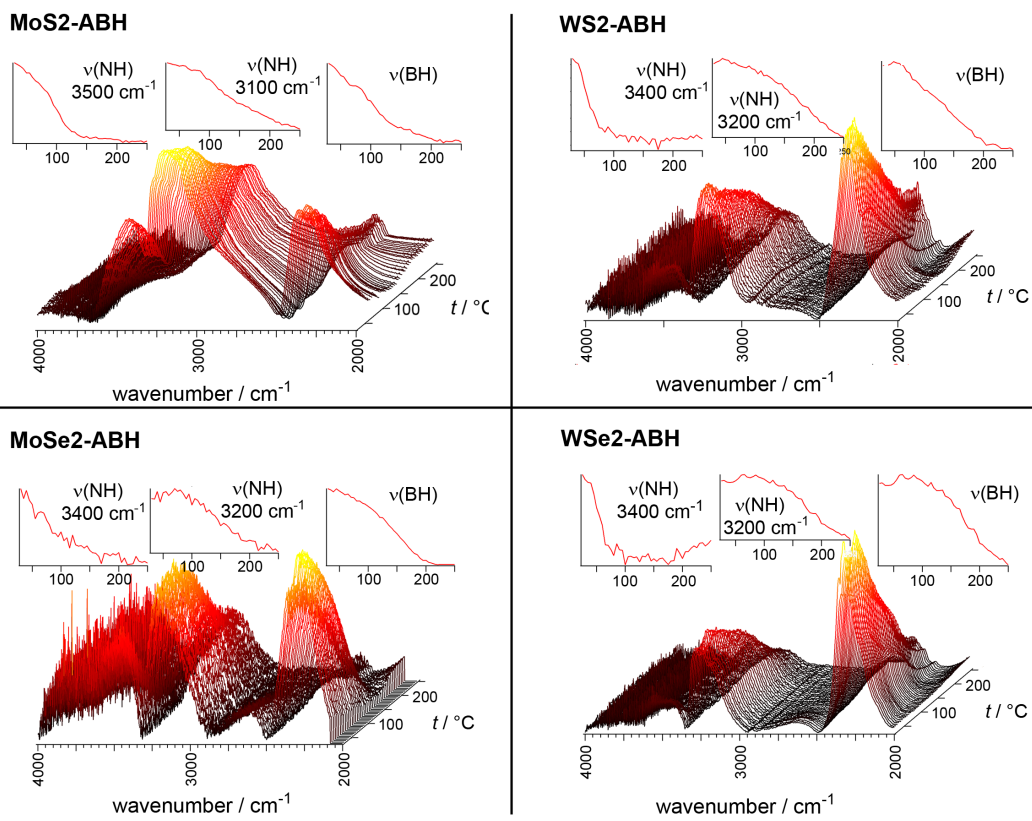 MoS2-ABH
ν(NH)
3500 cm-1
ν(NH)
3100 cm-1
ν(BH)
100 200
100 200
100 200
200
100
t / °C
4000 3000 2000
wavenumber / cm-1
WS2-ABH
ν(NH)
3400 cm-1
ν(NH)
3200 cm-1
ν(BH)
100 200
100 200 250
100 200
200
100
t / °C
4000 3000 2000
wavenumber / cm-1
MoSe2-ABH
ν(NH)
3400 cm-1
ν(NH)
3200 cm-1
ν(BH)
100 200
100 200
100 200
200
100
t / °C
4000 3000 2000
wavenumber / cm-1
WSe2-ABH
ν(NH)
3400 cm-1
ν(NH)
3200 cm-1
ν(BH)
100 200
100 200
100 200
200
100
t / °C
4000 3000 2000
wavenumber / cm-1